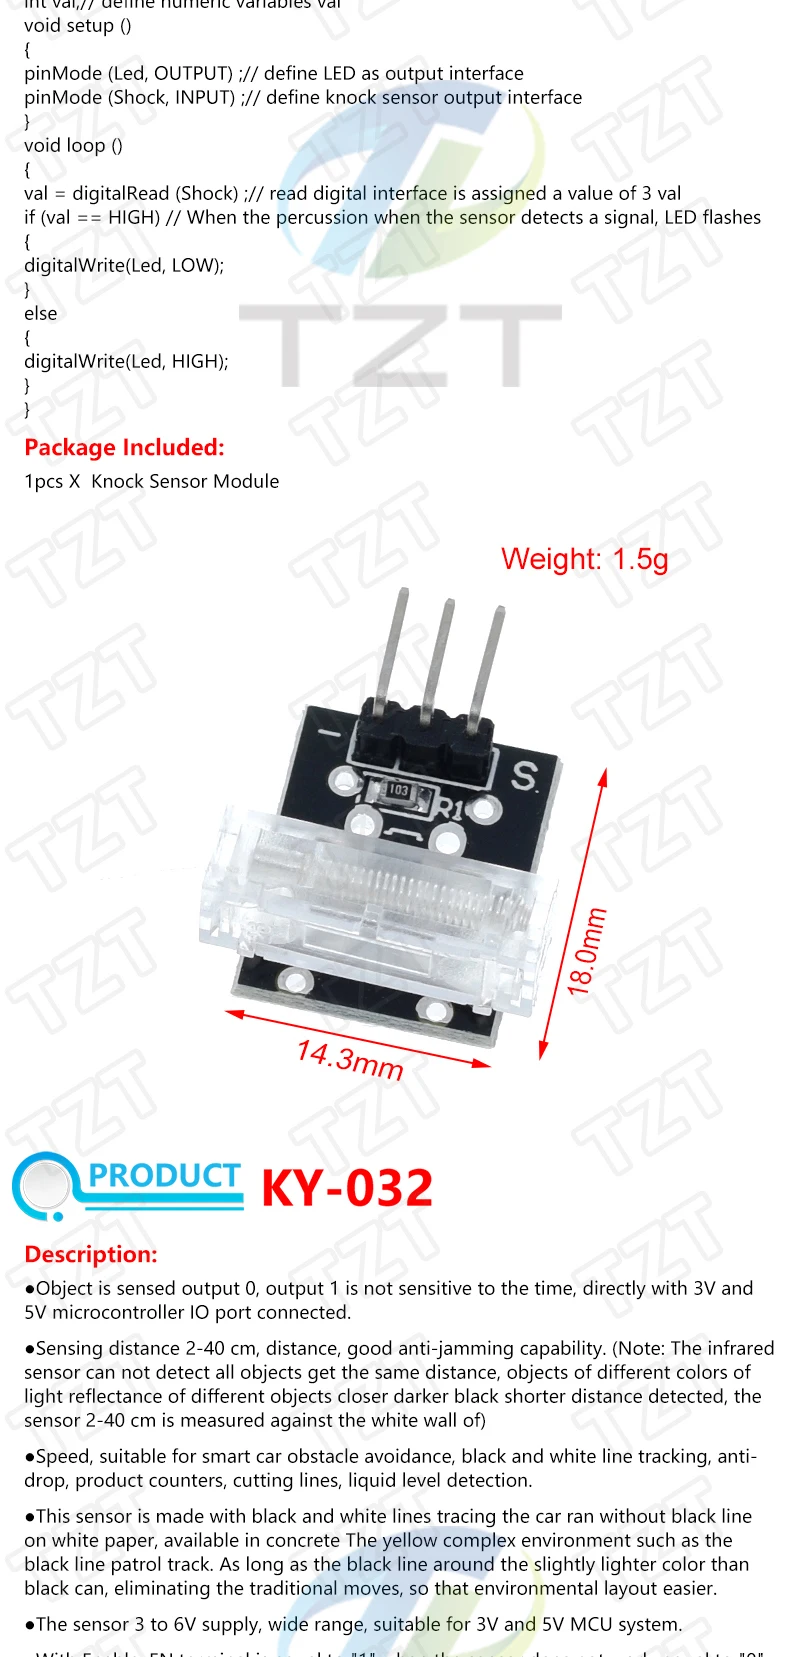 int val;// define numeric variables val
void setup ()
{
pinMode (Led, OUTPUT) ;// define LED as output interface
pinMode (Shock, INPUT) ;// define knock sensor output interface
}
void loop ()
{
val = digitalRead (Shock) ;// read digital interface is assigned a value of 3 val
if (val == HIGH) // When the percussion when the sensor detects a signal, LED flashes
{
digitalWrite(Led, LOW);
}
else
{
digitalWrite(Led, HIGH);
}
}
TZT
Package Included:
1pcs X  Knock Sensor Module
Weight: 1.5g
S
103
R1
18.0mm
14.3mm
PRODUCT KY-032
Description:
●Object is sensed output 0, output 1 is not sensitive to the time, directly with 3V and
5V microcontroller IO port connected.
●Sensing distance 2-40 cm, distance, good anti-jamming capability. (Note: The infrared
sensor can not detect all objects get the same distance, objects of different colors of
light reflectance of different objects closer darker black shorter distance detected, the
sensor 2-40 cm is measured against the white wall of)
●Speed, suitable for smart car obstacle avoidance, black and white line tracking, anti-
drop, product counters, cutting lines, liquid level detection.
●This sensor is made with black and white lines tracing the car ran without black line
on white paper, available in concrete The yellow complex environment such as the
black line patrol track. As long as the black line around the slightly lighter color than
black can, eliminating the traditional moves, so that environmental layout easier.
●The sensor 3 to 6V supply, wide range, suitable for 3V and 5V MCU system.